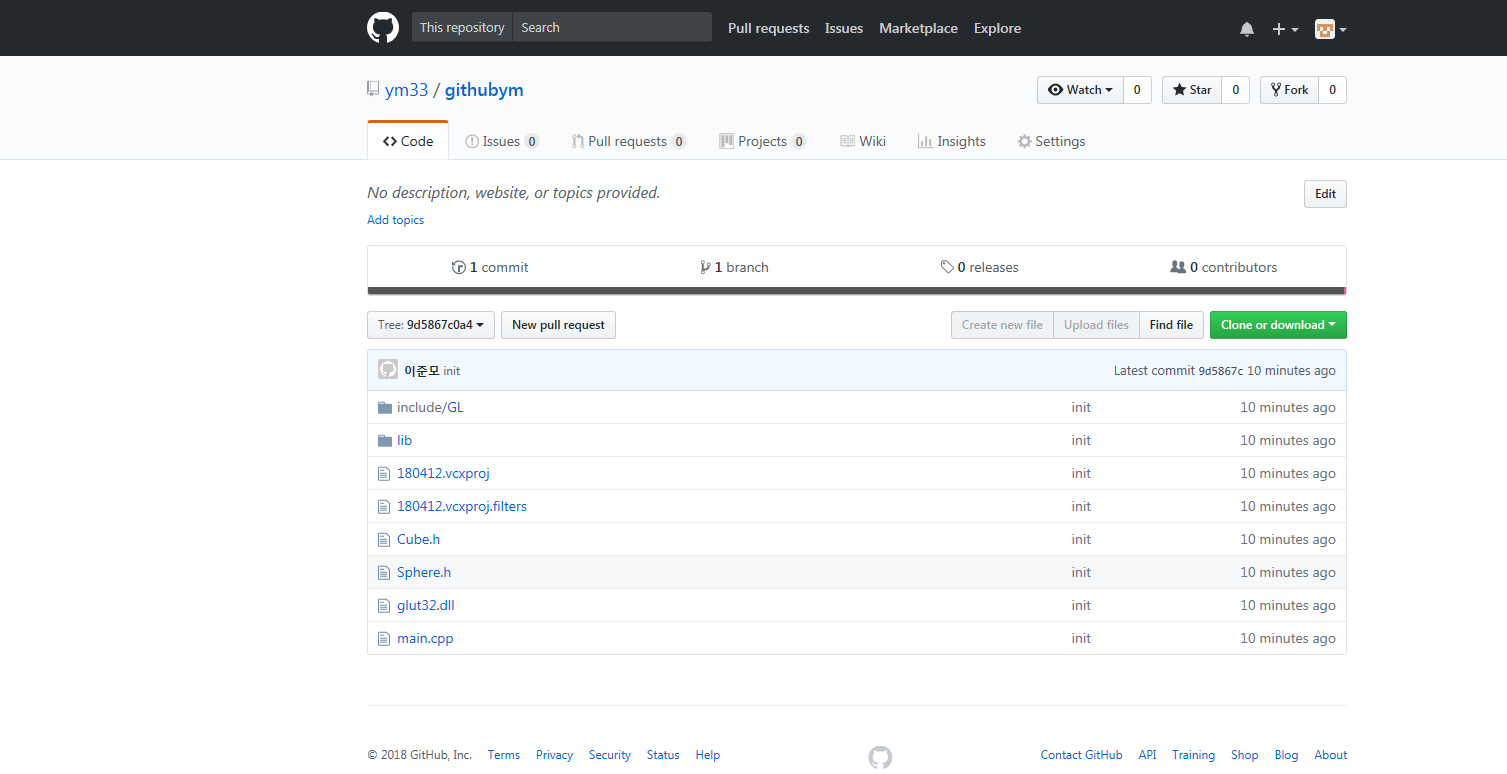 This repository Search Pull requests Issues Marketplace Explore
ym33 / githubym Watch 0 Star 0 Fork 0
Code Issues 0 Pull requests 0 Projects 0 Wiki Insights Settings
No description, website, or topics provided. Edit
Add topics
1 commit 1 branch 0 releases 0 contributors
Tree: 9d5867c0a4 New pull request Create new file Upload files Find file Clone or download
이준모 init Latest commit 9d5867c 10 minutes ago
include/GL init 10 minutes ago
lib init 10 minutes ago
180412.vcxproj init 10 minutes ago
180412.vcxproj.filters init 10 minutes ago
Cube.h init 10 minutes ago
Sphere.h init 10 minutes ago
glut32.dll init 10 minutes ago
main.cpp init 10 minutes ago
© 2018 GitHub, Inc. Terms Privacy Security Status Help Contact GitHub API Training Shop Blog About